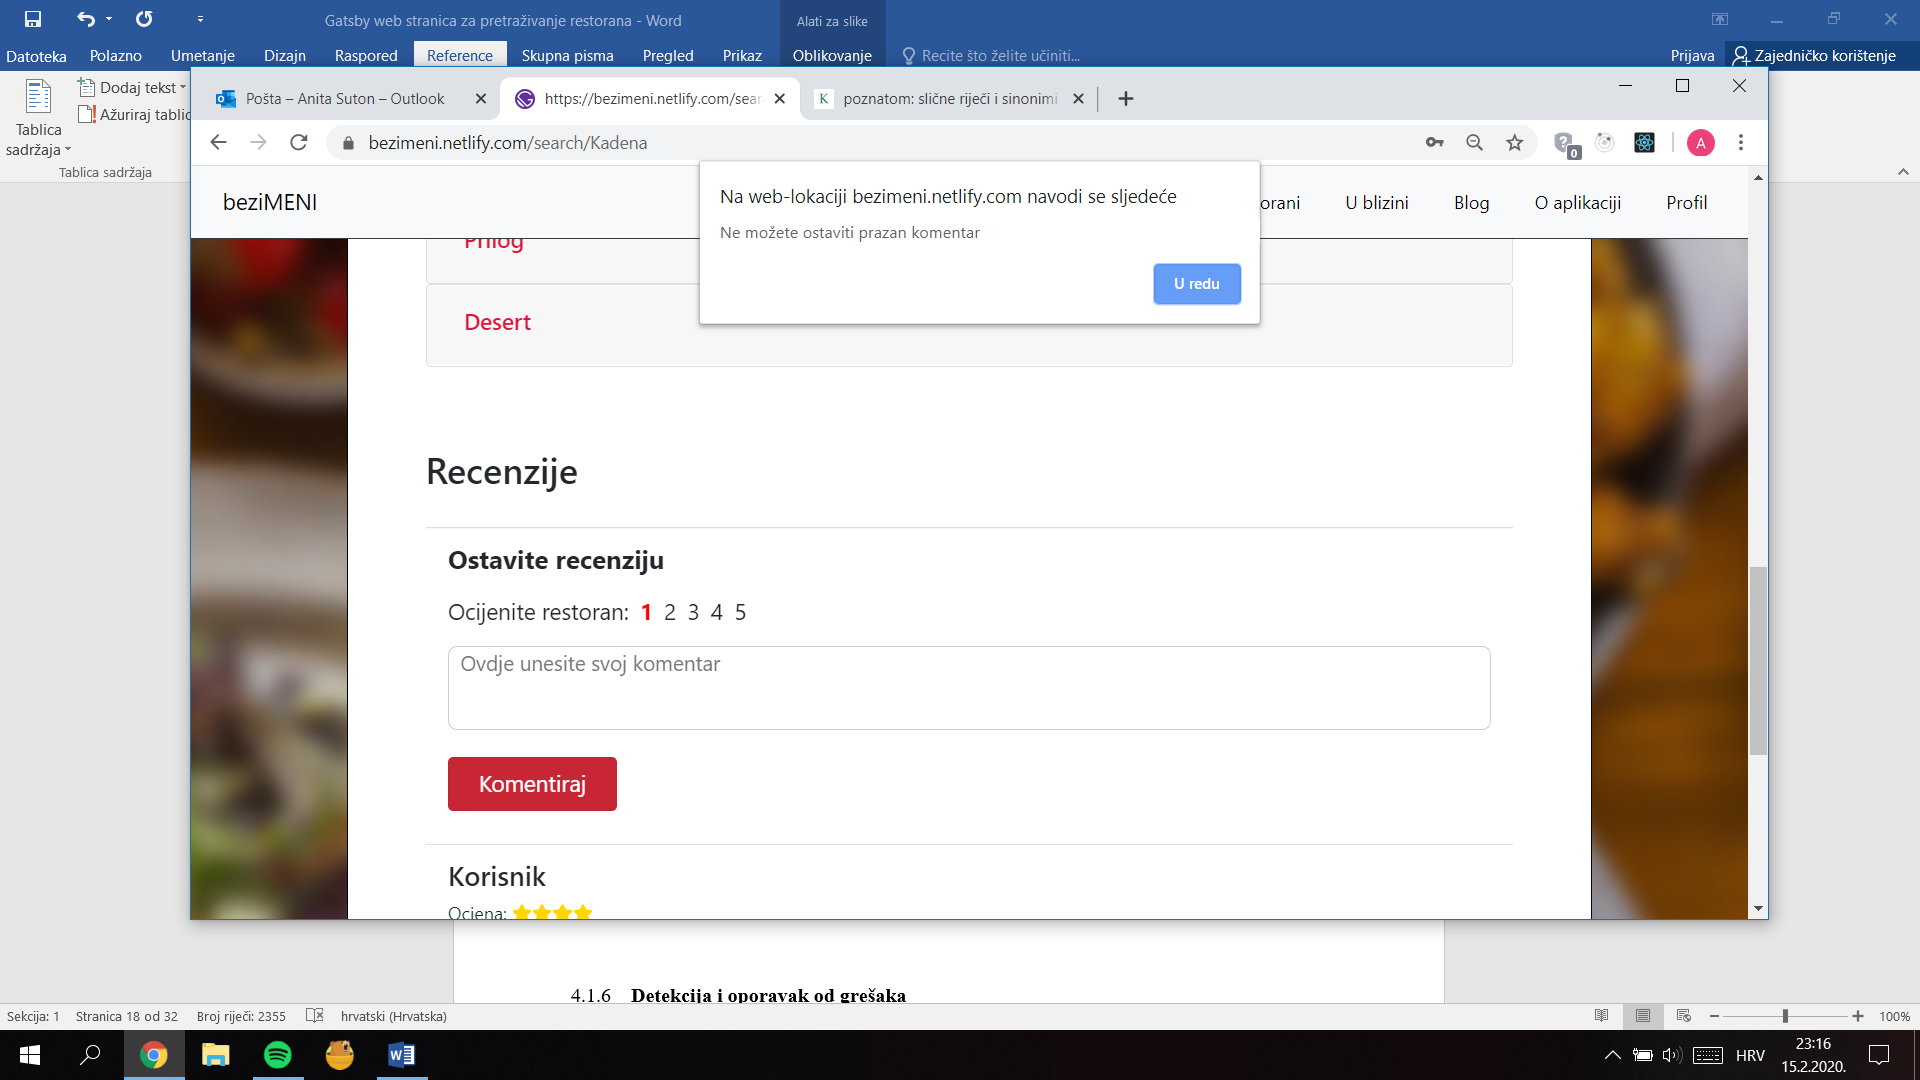 Gatsby web stranica za pretraživanje restorana - Word
Alati za slike
Datoteka Polazno Umetanje Dizajn Raspored Reference Skupna pisma Pregled Prikaz Oblikovanje Recite što želite učiniti... Prijava Zajedničko korištenje
Tablica sadržaja
Dodaj tekst
Ažuriraj tablic
Tablica sadržaja
Pošta – Anita Suton – Outlook
https://bezimeni.netlify.com/sear
K poznatom: slične riječi i sinonimi
bezimeni.netlify.com/search/Kadena
0
A
beziMENI
orani U blizini Blog O aplikaciji Profil
Na web-lokaciji bezimeni.netlify.com navodi se sljedeće
Ne možete ostaviti prazan komentar
U redu
Prilog
Desert
Recenzije
Ostavite recenziju
Ocijenite restoran: 1 2 3 4 5
Ovdje unesite svoj komentar
Komentiraj
Korisnik
Ocjena:
4.1.6 Detekcija i oporavak od grešaka
Sekcija: 1 Stranica 18 od 32 Broj riječi: 2355 hrvatski (Hrvatska)
100%
HRV
23:16
15.2.2020.